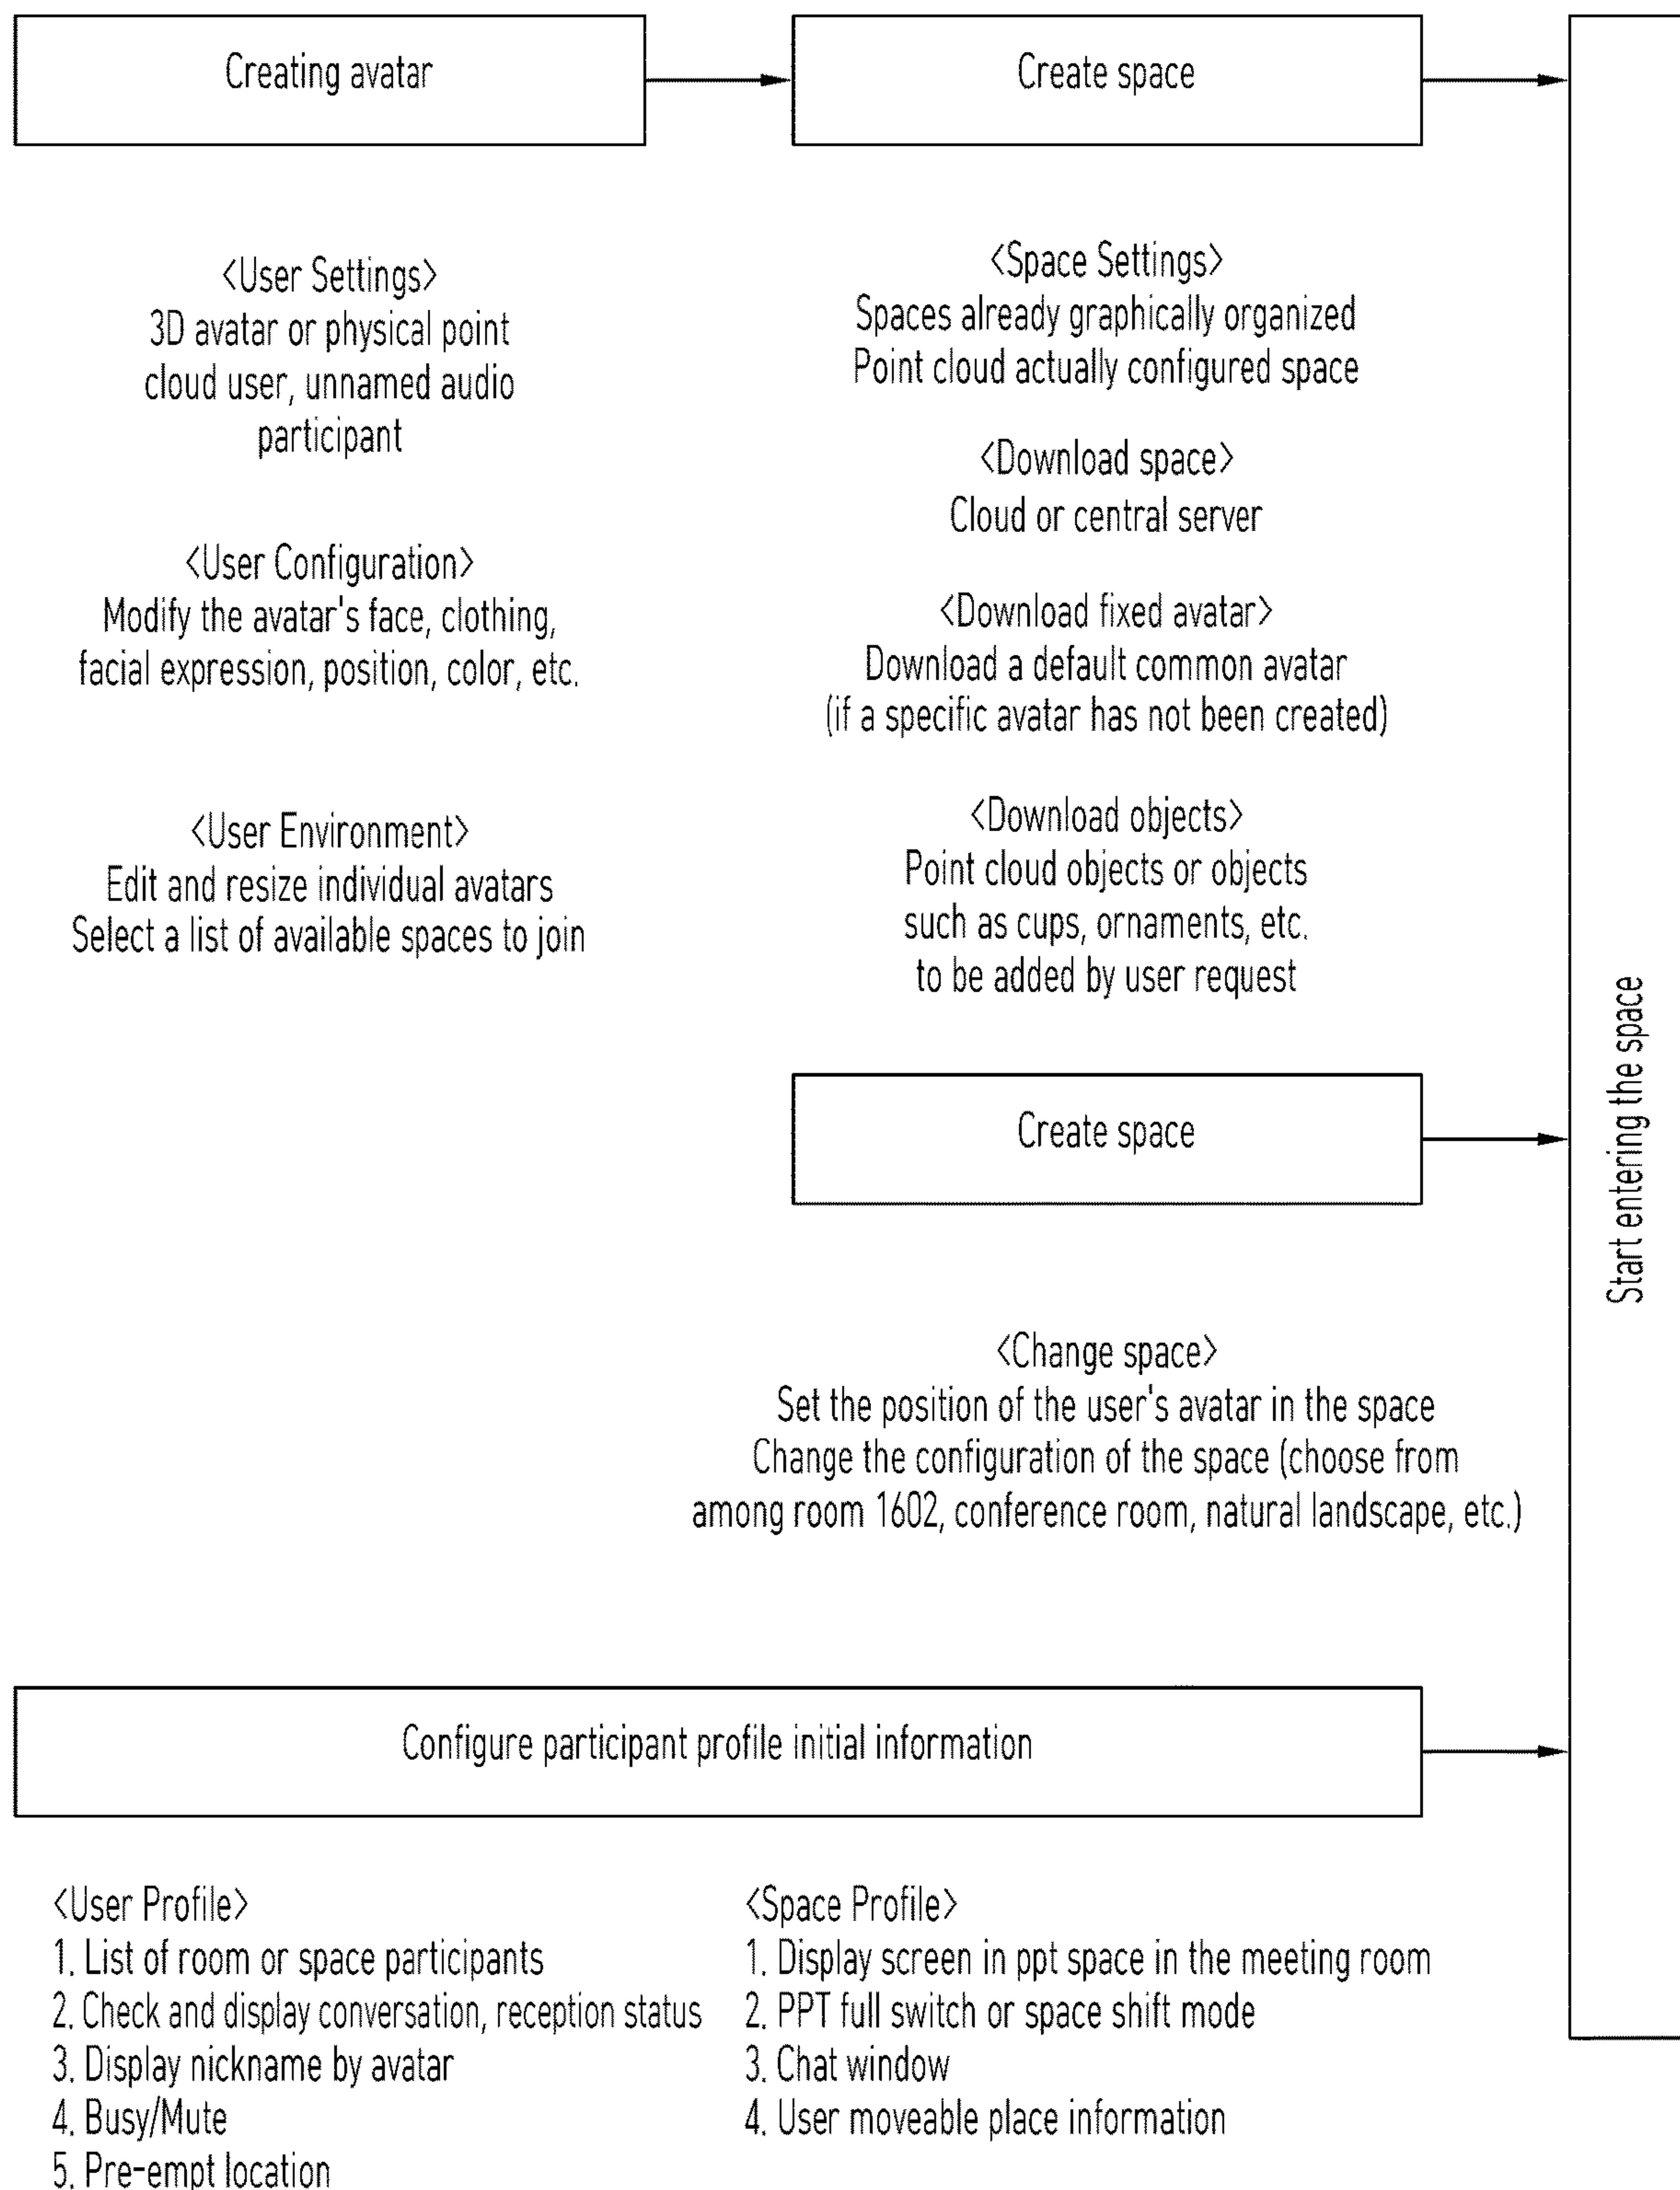 Creating avatar
Create space
<User Settings>
3D avatar or physical point
cloud user, unnamed audio
participant
<User Configuration>
Modify the avatar's face, clothing,
facial expression, position, color, etc.
<User Environment>
Edit and resize individual avatars
Select a list of available spaces to join
<Space Settings>
Spaces already graphically organized
Point cloud actually configured space
<Download space>
Cloud or central server
<Download fixed avatar>
Download a default common avatar
(if a specific avatar has not been created)
<Download objects>
Point cloud objects or objects
such as cups, ornaments, etc.
to be added by user request
Create space
<Change space>
Set the position of the user's avatar in the space
Change the configuration of the space (choose from
among room 1602, conference room, natural landscape, etc.)
Start entering the space
Configure participant profile initial information
<User Profile>
1. List of room or space participants
2. Check and display conversation, reception status
3. Display nickname by avatar
4. Busy/Mute
5. Pre-empt location
<Space Profile>
1. Display screen in ppt space in the meeting room
2. PPT full switch or space shift mode
3. Chat window
4. User moveable place information